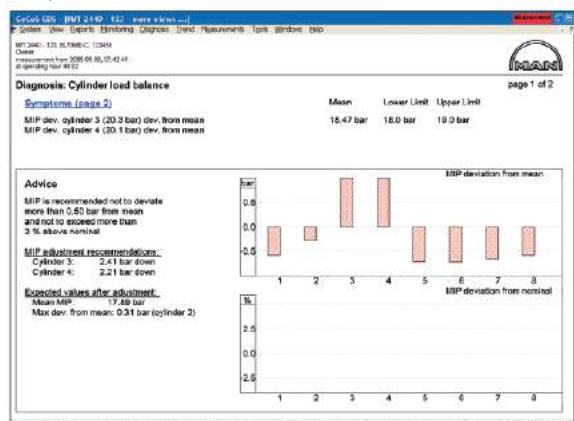 CoCoS EDS - [MVT 2440 - 123 - more views ...]
System View Reports Monitoring Diagnosis Trend Measurements Tools Windows Help
Owner
at operating hour
MAN
Diagnosis: Cylinder load balance
page 1 of 2
Symptoms (page 2)
Mean Lower Limit Upper Limit
MIP dev. cylinder 3 (20.3 bar) dev. from mean 18.47 bar 18.0 bar 19.0 bar
MIP dev. cylinder 4 (20.1 bar) dev. from mean
Advice
MIP is recommended not to deviate
more than 0.50 bar from mean
and not to exceed more than
3 % above nominal
MIP adjustment recommendations:
Cylinder 3: 2.41 bar down
Cylinder 4: 2.21 bar down
Expected values after adjustment:
Mean MIP: 17.89 bar
Max dev. from mean: 0.31 bar (cylinder 2)
MIP deviation from mean
bar
0.5
0.0
-0.5
1 2 3 4 5 6 7 8
MIP deviation from nominal
%
2.5
0.0
-2.5
1 2 3 4 5 6 7 8